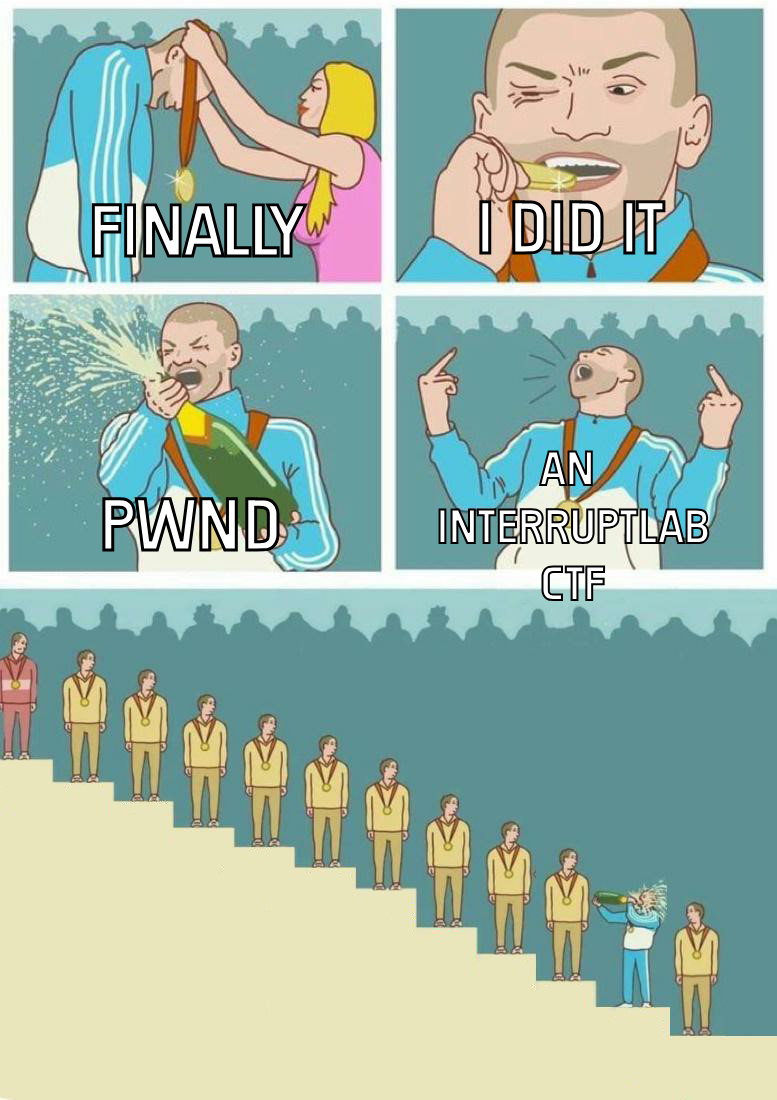 FINALLY
I DID IT
PWND
AN
INTERRUPTLAB
CTF